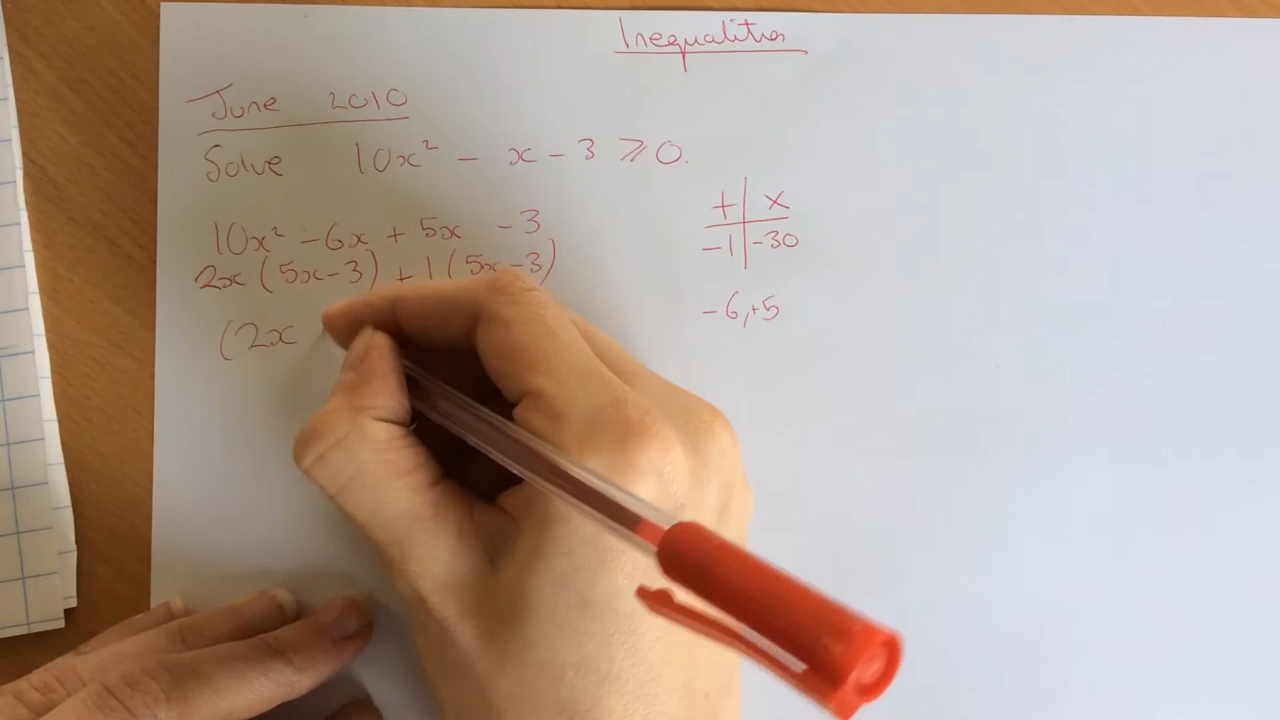 Inequalities
June 2010
Solve 10x² - x - 3 ⩾ 0.
10x² - 6x + 5x - 3
2x (5x - 3) + 1 (5x - 3)
(2x
+ | x
-1 | -30
-6, +5